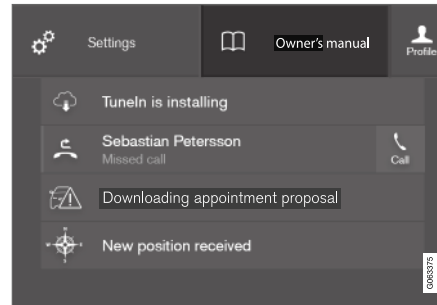 Settings
Owner's manual
Profile
TuneIn is installing
Sebastian Petersson
Missed call
Call
Downloading appointment proposal
New position received
G063375